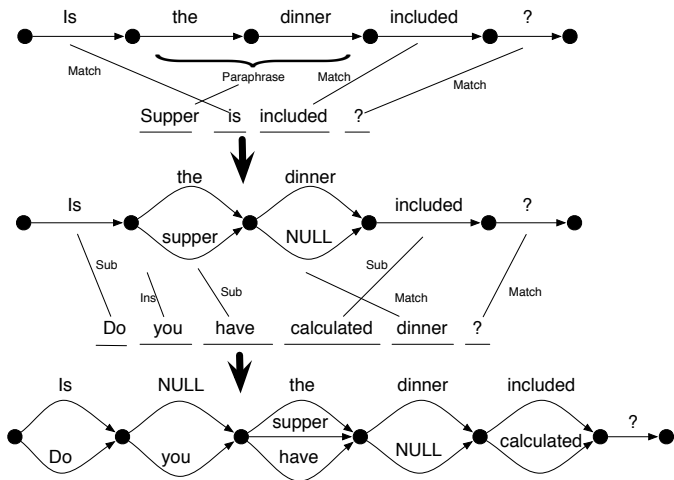 Is the dinner included ?
Match Paraphrase Match Match
Supper is included ?
the dinner
Is included ?
supper NULL
Sub Ins Sub Sub Match Match
Do you have calculated dinner ?
Is NULL the dinner included
supper ?
Do you have NULL calculated